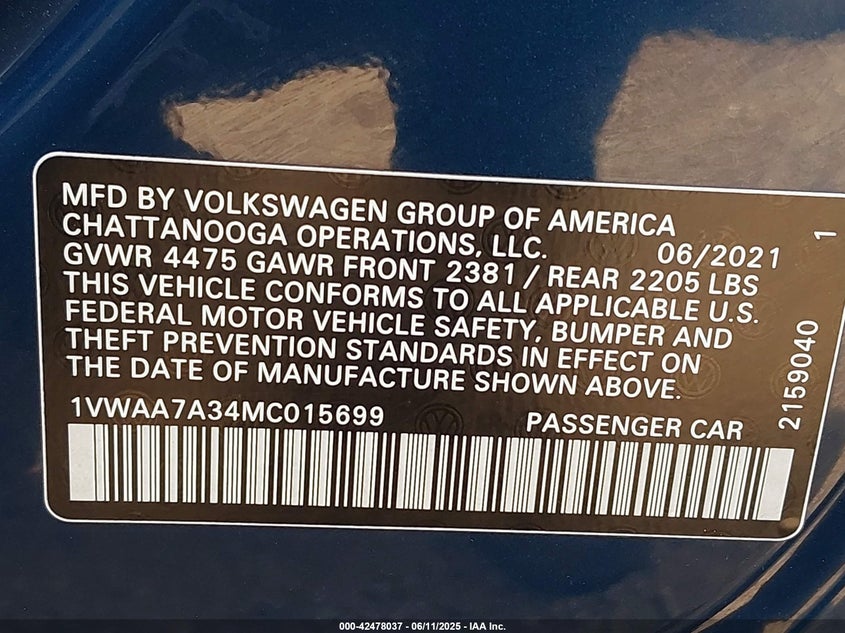 MFD BY VOLKSWAGEN GROUP OF AMERICA
CHATTANOOGA OPERATIONS, LLC. 06/2021
GVWR 4475 GAWR FRONT 2381 / REAR 2205 LBS
THIS VEHICLE CONFORMS TO ALL APPLICABLE U.S.
FEDERAL MOTOR VEHICLE SAFETY, BUMPER AND
THEFT PREVENTION STANDARDS IN EFFECT ON
THE DATE OF MANUFACTURE SHOWN ABOVE.
1VWAA7A34MC015699 PASSENGER CAR
2159040 1
000-42478037 - 06/11/2025 - IAA Inc.